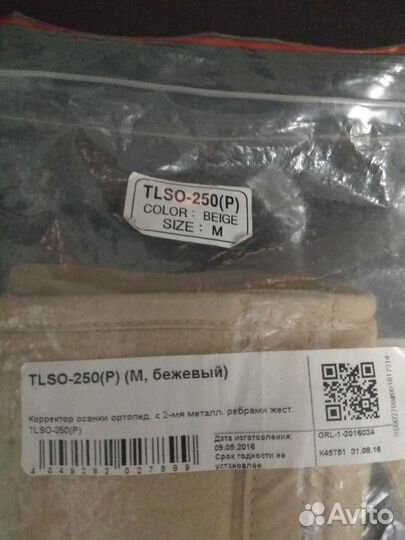 TLSO-250(P)
COLOR: BEIGE
SIZE: M
TLSO-250(P) (M, бежевый)
Корректор осанки ортопед. с 2-мя металл. ребрами жест.
TLSO-250(P)
4 049282 027899
Дата изготовления:
09.05.2016
Срок годности не
установлен
ORL-1-201603A
K45751 31.08.16
Avito